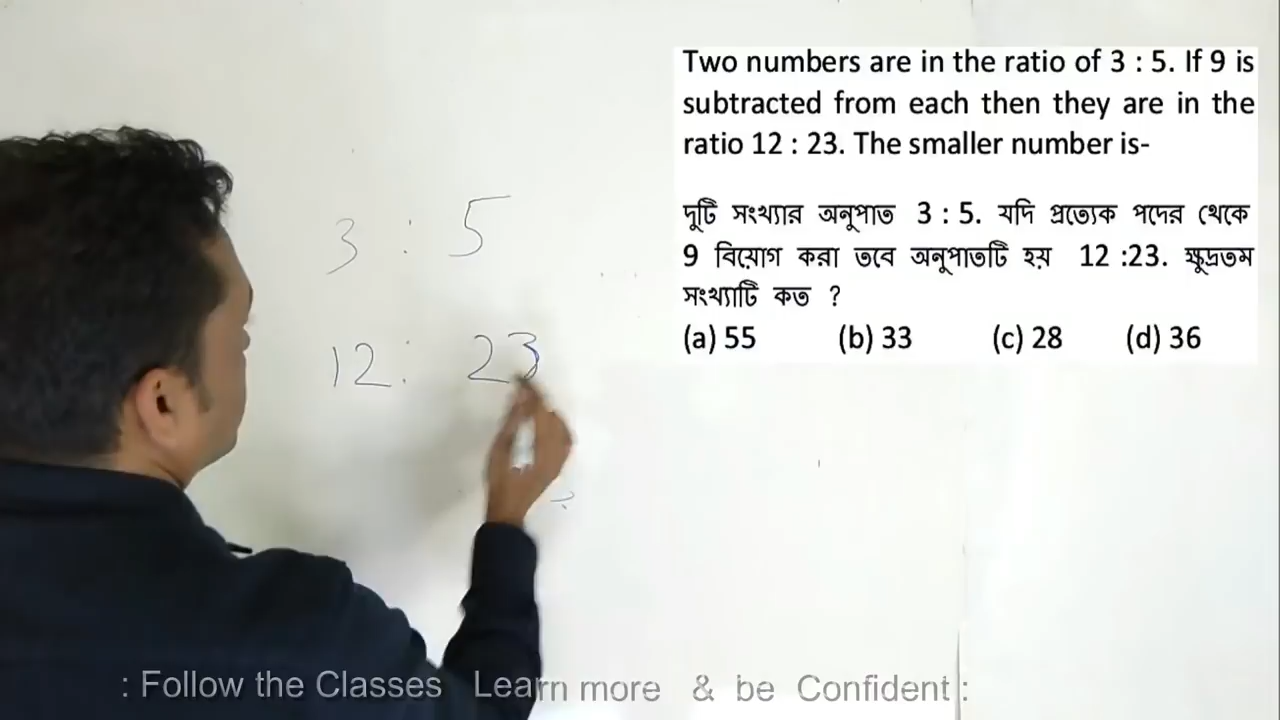 Two numbers are in the ratio of 3 : 5. If 9 is
subtracted from each then they are in the
ratio 12 : 23. The smaller number is-
দুটি সংখ্যার অনুপাত 3 : 5. যদি প্রত্যেক পদের থেকে
9 বিয়োগ করা তবে অনুপাতটি হয় 12 :23. ক্ষুদ্রতম
সংখ্যাটি কত ?
(a) 55 (b) 33 (c) 28 (d) 36
3 : 5
12 : 23
: Follow the Classes Learn more & be Confident :